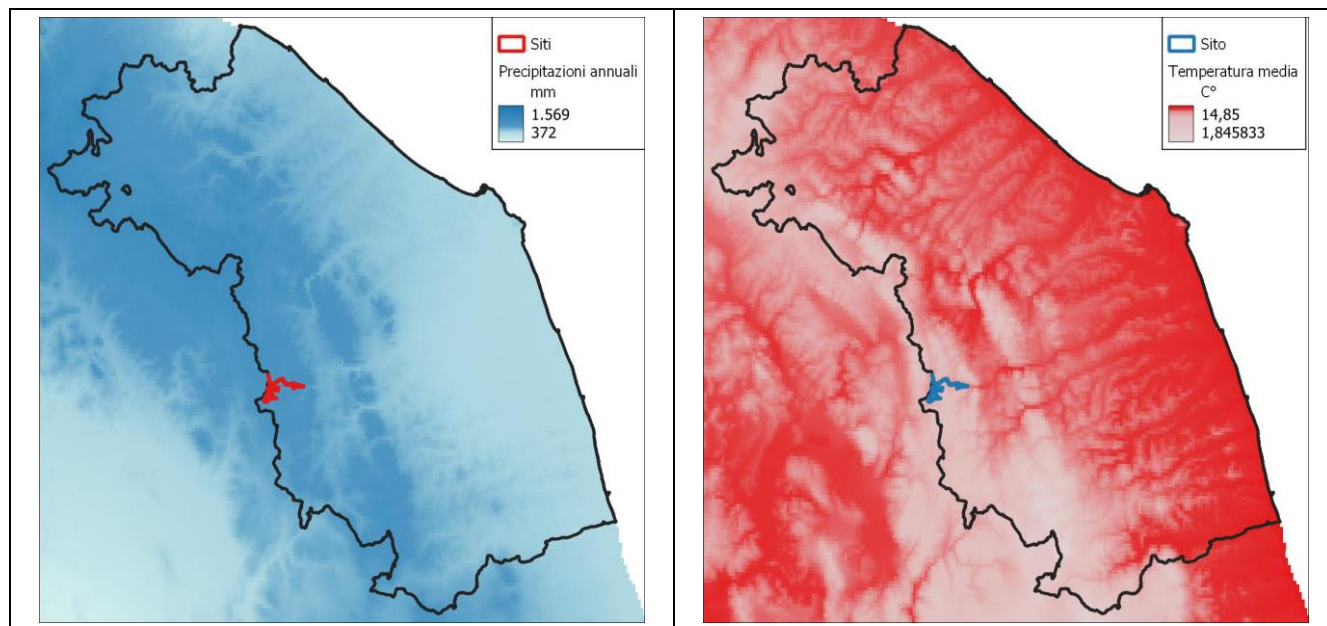 Siti
Precipitazioni annuali
mm
1.569
372
Sito
Temperatura media
C°
14,85
1,845833